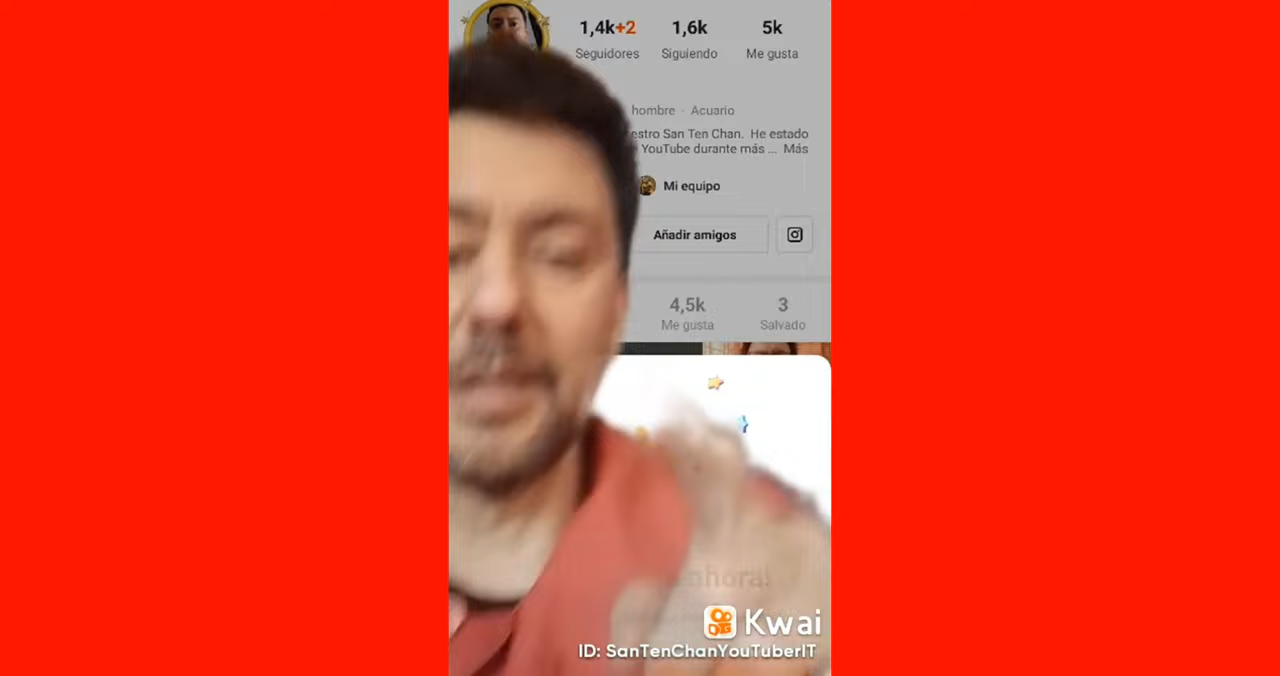 1,4k+2 1,6k 5k
Seguidores Siguiendo Me gusta
hombre · Acuario
estro San Ten Chan. He estado
YouTube durante más ... Más
Mi equipo
Añadir amigos
4,5k 3
Me gusta Salvado
Kwai
ID: SanTenChanYouTuberIT